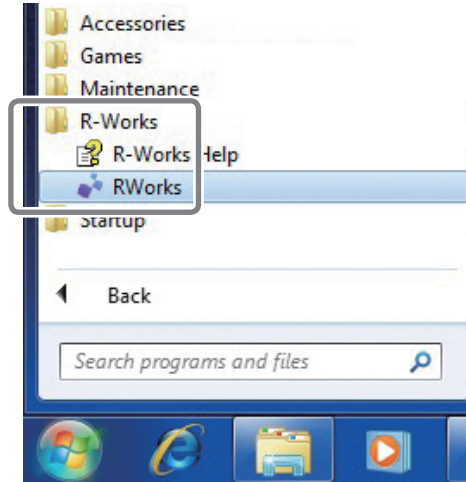 Accessories
Games
Maintenance
R-Works
R-Works Help
RWorks
Startup
Back
Search programs and files